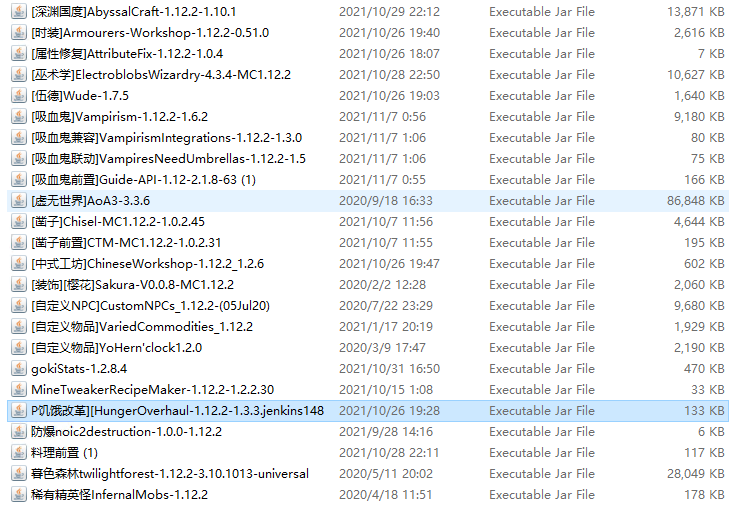 [深渊国度]AbyssalCraft-1.12.2-1.10.1 2021/10/29 22:12 Executable Jar File 13,871 KB
[时装]Armourers-Workshop-1.12.2-0.51.0 2021/10/26 19:40 Executable Jar File 2,616 KB
[属性修复]AttributeFix-1.12.2-1.0.4 2021/10/26 18:07 Executable Jar File 7 KB
[巫术学]ElectroblobsWizardry-4.3.4-MC1.12.2 2021/10/28 22:50 Executable Jar File 10,627 KB
[伍德]Wude-1.7.5 2021/10/26 19:03 Executable Jar File 1,640 KB
[吸血鬼]Vampirism-1.12.2-1.6.2 2021/11/7 0:56 Executable Jar File 9,180 KB
[吸血鬼兼容]VampirismIntegrations-1.12.2-1.3.0 2021/11/7 1:06 Executable Jar File 80 KB
[吸血鬼联动]VampiresNeedUmbrellas-1.12.2-1.5 2021/11/7 1:06 Executable Jar File 75 KB
[吸血鬼前置]Guide-API-1.12-2.1.8-63 (1) 2021/11/7 0:55 Executable Jar File 166 KB
[虚无世界]AoA3-3.3.6 2020/9/18 16:33 Executable Jar File 86,848 KB
[凿子]Chisel-MC1.12.2-1.0.2.45 2021/10/7 11:56 Executable Jar File 4,644 KB
[凿子前置]CTM-MC1.12.2-1.0.2.31 2021/10/7 11:55 Executable Jar File 195 KB
[中式工坊]ChineseWorkshop-1.12.2_1.2.6 2021/10/26 19:47 Executable Jar File 602 KB
[装饰][樱花]Sakura-V0.0.8-MC1.12.2 2020/2/2 12:28 Executable Jar File 2,060 KB
[自定义NPC]CustomNPCs_1.12.2-(05Jul20) 2020/7/22 23:29 Executable Jar File 9,680 KB
[自定义物品]VariedCommodities_1.12.2 2021/1/17 20:19 Executable Jar File 1,929 KB
[自定义物品]YoHern'clock1.2.0 2020/3/9 17:47 Executable Jar File 2,190 KB
gokiStats-1.2.8.4 2021/10/31 16:50 Executable Jar File 470 KB
MineTweakerRecipeMaker-1.12.2-1.2.2.30 2021/10/15 1:08 Executable Jar File 33 KB
P饥饿改革][HungerOverhaul-1.12.2-1.3.3.jenkins148 2021/10/26 19:28 Executable Jar File 133 KB
防爆noic2destruction-1.0.0-1.12.2 2021/9/28 14:16 Executable Jar File 6 KB
料理前置 (1) 2021/10/28 22:11 Executable Jar File 117 KB
暮色森林twilightforest-1.12.2-3.10.1013-universal 2020/5/11 20:02 Executable Jar File 28,049 KB
稀有精英怪InfernalMobs-1.12.2 2020/4/18 11:51 Executable Jar File 178 KB